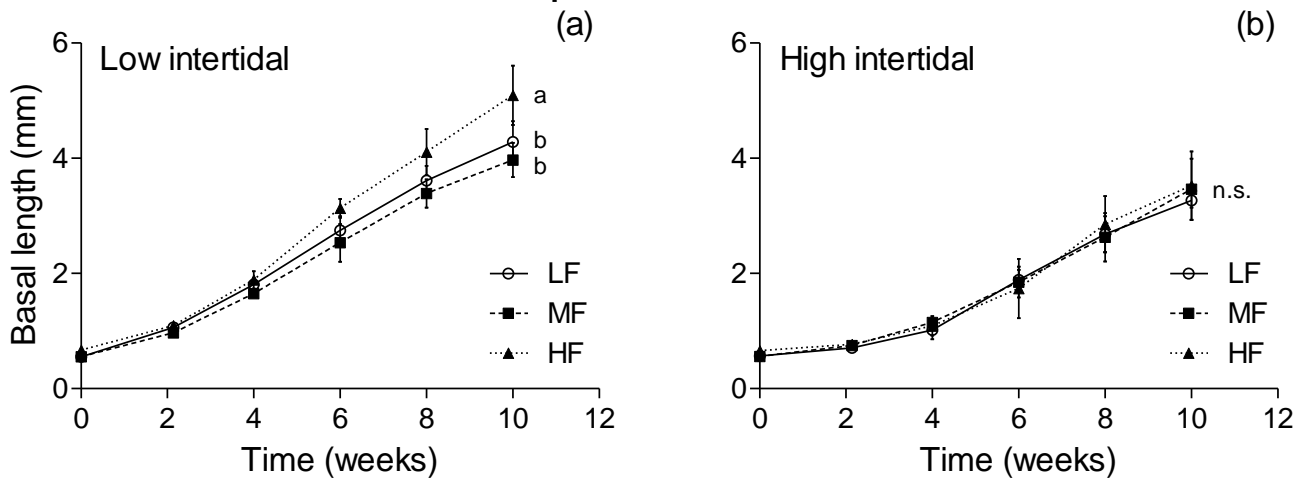 (a)
Low intertidal
6
4
2
0
Basal length (mm)
a
b
b
LF
MF
HF
0 2 4 6 8 10 12
Time (weeks)
(b)
High intertidal
6
4
2
0
n.s.
LF
MF
HF
0 2 4 6 8 10 12
Time (weeks)